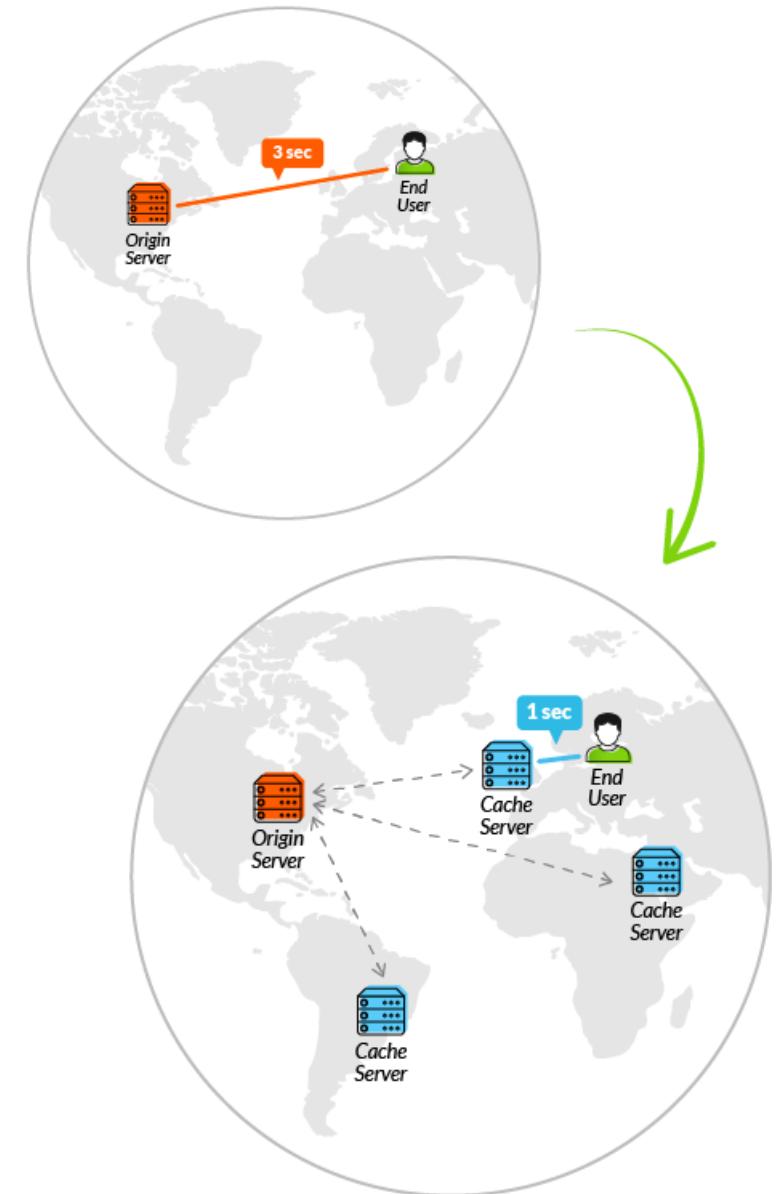 3 sec
End
User
Origin
Server
1 sec
End
User
Cache
Server
Origin
Server
Cache
Server
Cache
Server